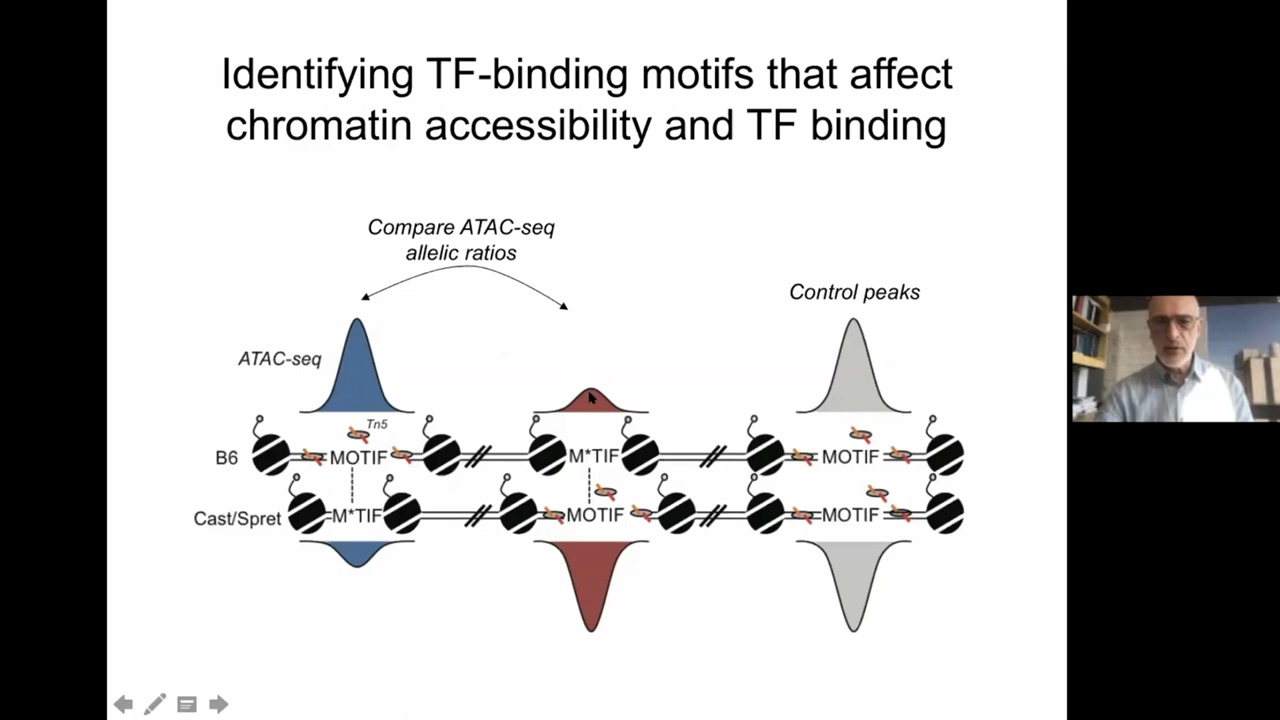 Identifying TF-binding motifs that affect
chromatin accessibility and TF binding
Compare ATAC-seq
allelic ratios
Control peaks
ATAC-seq
Tn5
B6
MOTIF
M*TIF
MOTIF
Cast/Spret
M*TIF
MOTIF
MOTIF